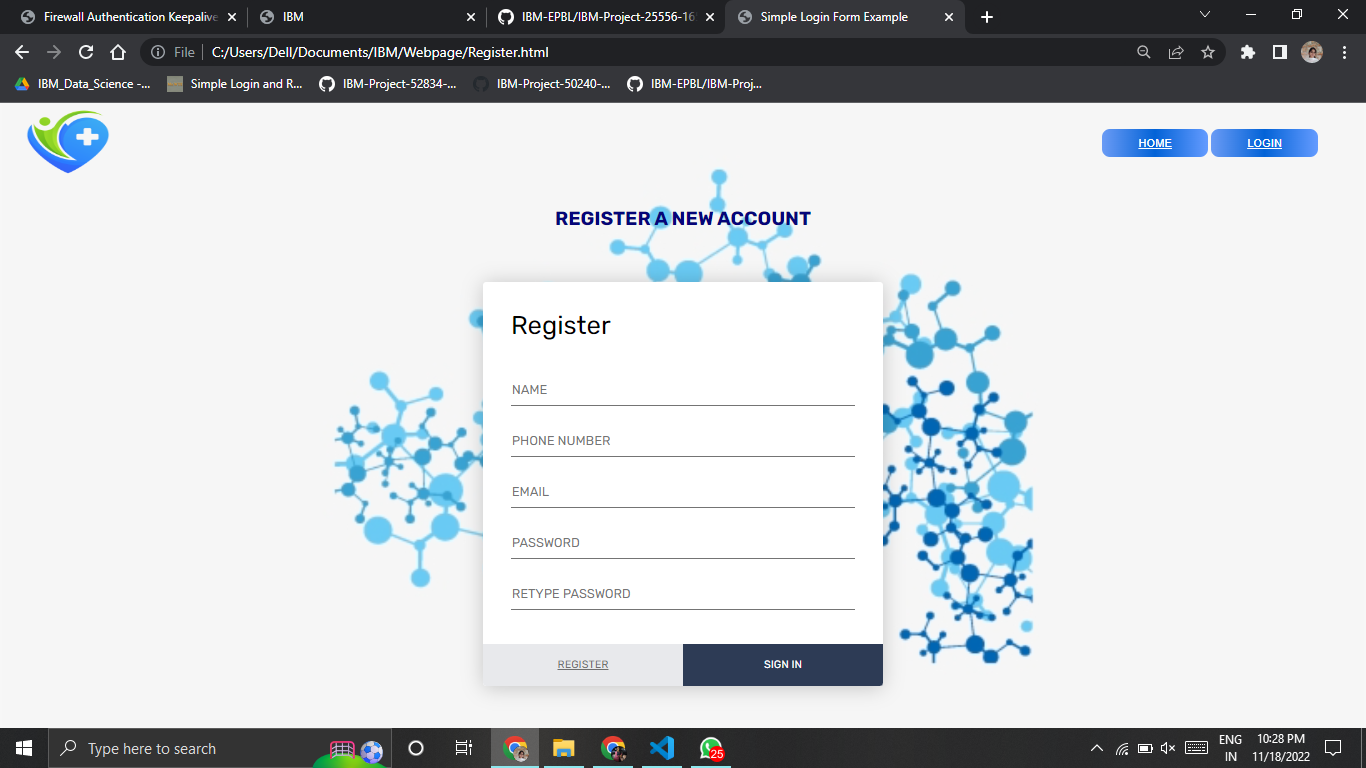 Firewall Authentication Keepalive
IBM
IBM-EPBL/IBM-Project-25556-16
Simple Login Form Example
File
C:/Users/Dell/Documents/IBM/Webpage/Register.html
IBM_Data_Science -...
Simple Login and R...
IBM-Project-52834-...
IBM-Project-50240-...
IBM-EPBL/IBM-Proj...
HOME
LOGIN
REGISTER A NEW ACCOUNT
Register
NAME
PHONE NUMBER
EMAIL
PASSWORD
RETYPE PASSWORD
REGISTER
SIGN IN
Type here to search
25
ENG
IN
10:28 PM
11/18/2022